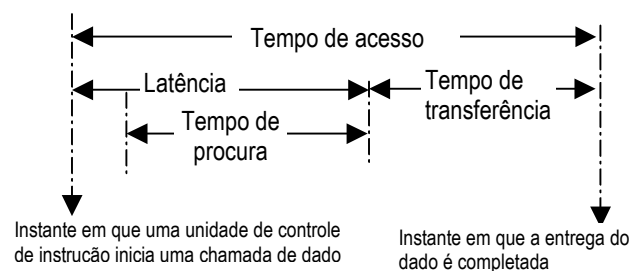 Tempo de acesso
Latência
Tempo de
transferência
Tempo de
procura
Instante em que uma unidade de controle
de instrucão inicia uma chamada de dado
Instante em que a entrega do
dado é completada